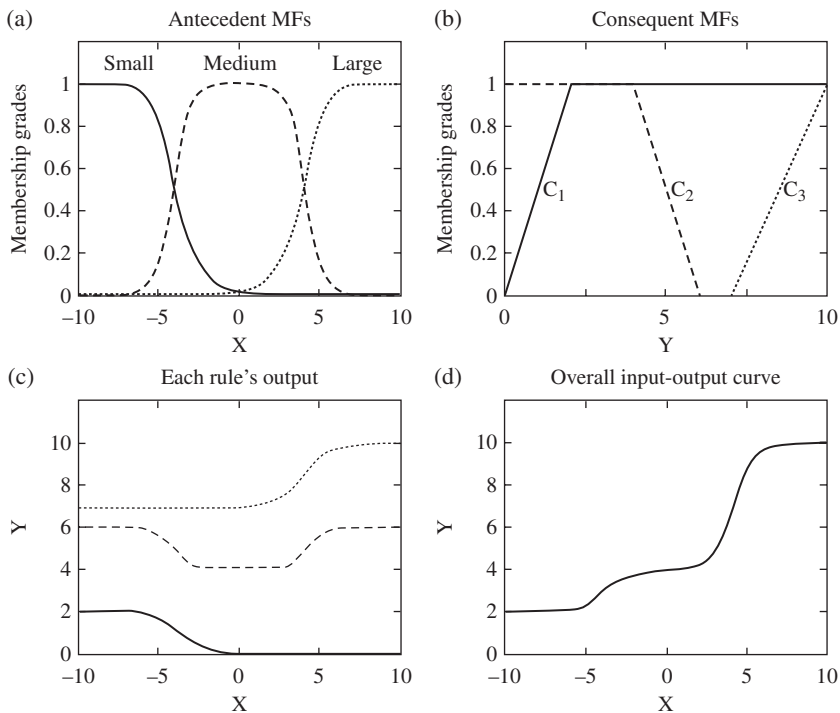 (a) Antecedent MFs
Small Medium Large
Membership grades
1
0.8
0.6
0.4
0.2
0
−10 −5 0 5 10
X
(b) Consequent MFs
Membership grades
1
0.8
0.6
0.4
0.2
0
C1 C2 C3
0 5 10
Y
(c) Each rule's output
Y
10
8
6
4
2
0
−10 −5 0 5 10
X
(d) Overall input-output curve
Y
10
8
6
4
2
0
−10 −5 0 5 10
X